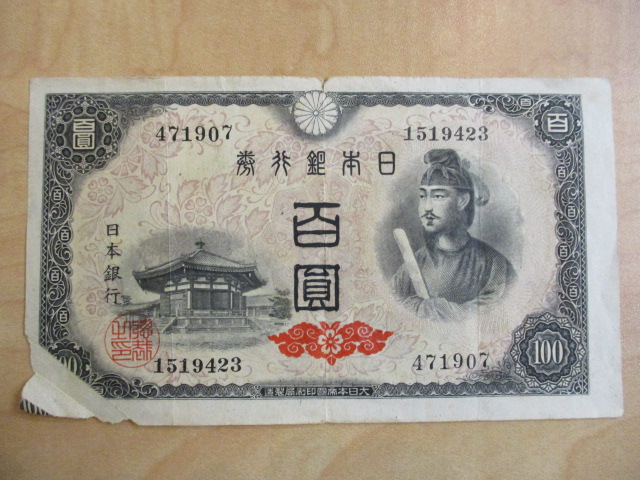 百圓
百
471907
1519423
日本銀行券
百圓
日本銀行
1519423
471907
100
大日本帝國印刷局製造